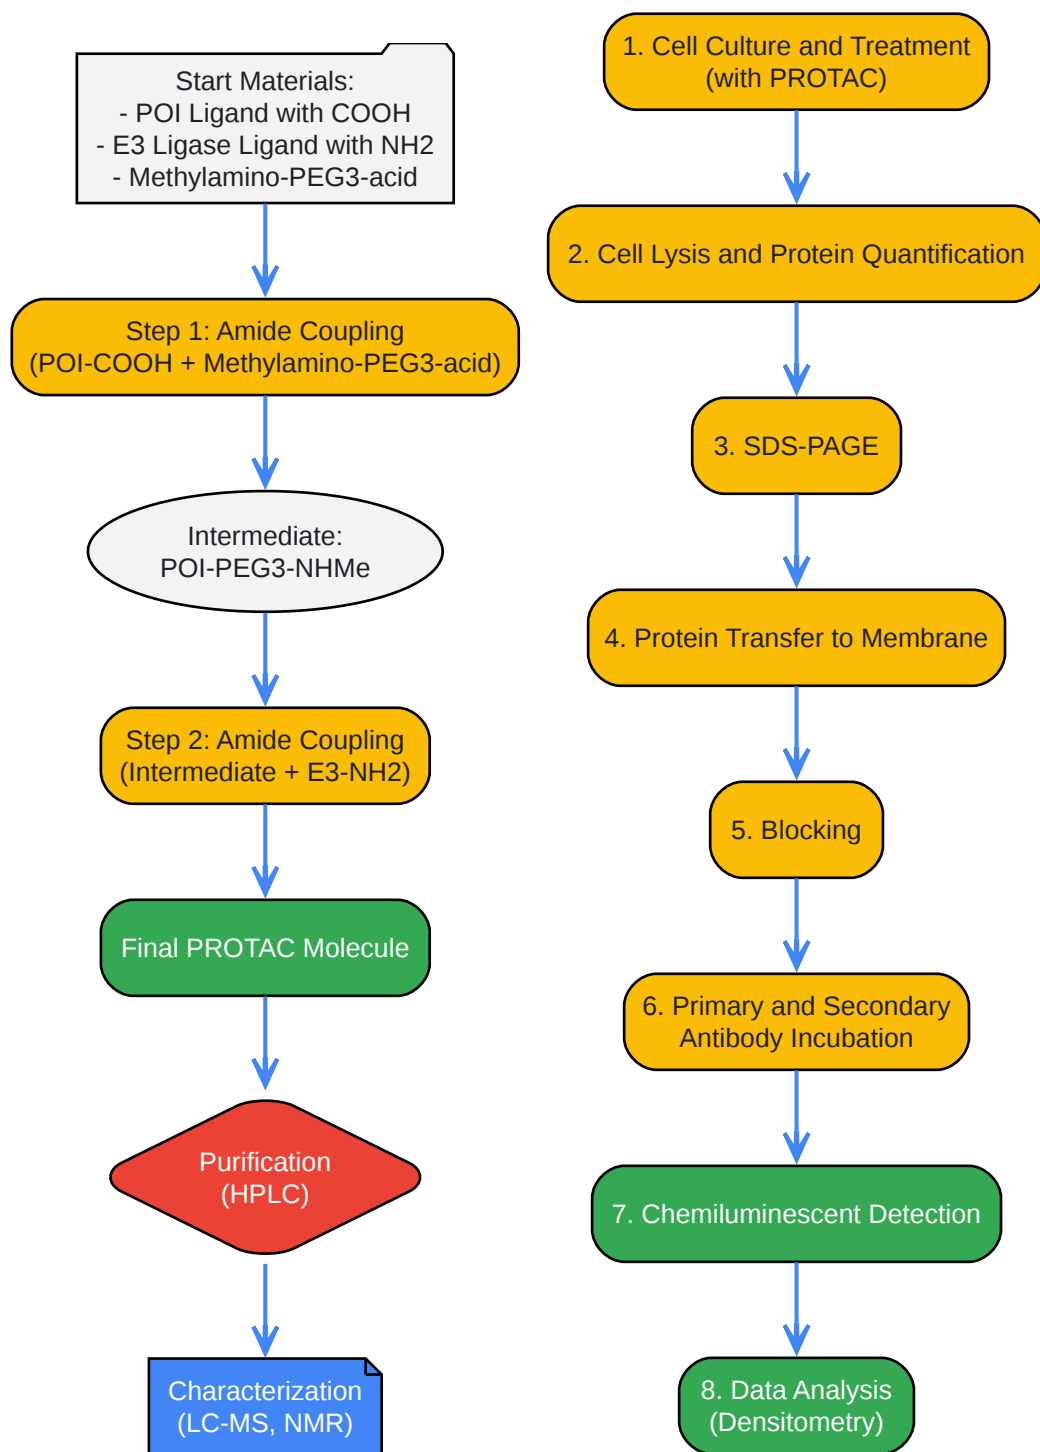 Start Materials:
- POI Ligand with COOH
- E3 Ligase Ligand with NH2
- Methylamino-PEG3-acid
Step 1: Amide Coupling
(POI-COOH + Methylamino-PEG3-acid)
Intermediate:
POI-PEG3-NHMe
Step 2: Amide Coupling
(Intermediate + E3-NH2)
Final PROTAC Molecule
Purification
(HPLC)
Characterization
(LC-MS, NMR)
1. Cell Culture and Treatment
(with PROTAC)
2. Cell Lysis and Protein Quantification
3. SDS-PAGE
4. Protein Transfer to Membrane
5. Blocking
6. Primary and Secondary
Antibody Incubation
7. Chemiluminescent Detection
8. Data Analysis
(Densitometry)